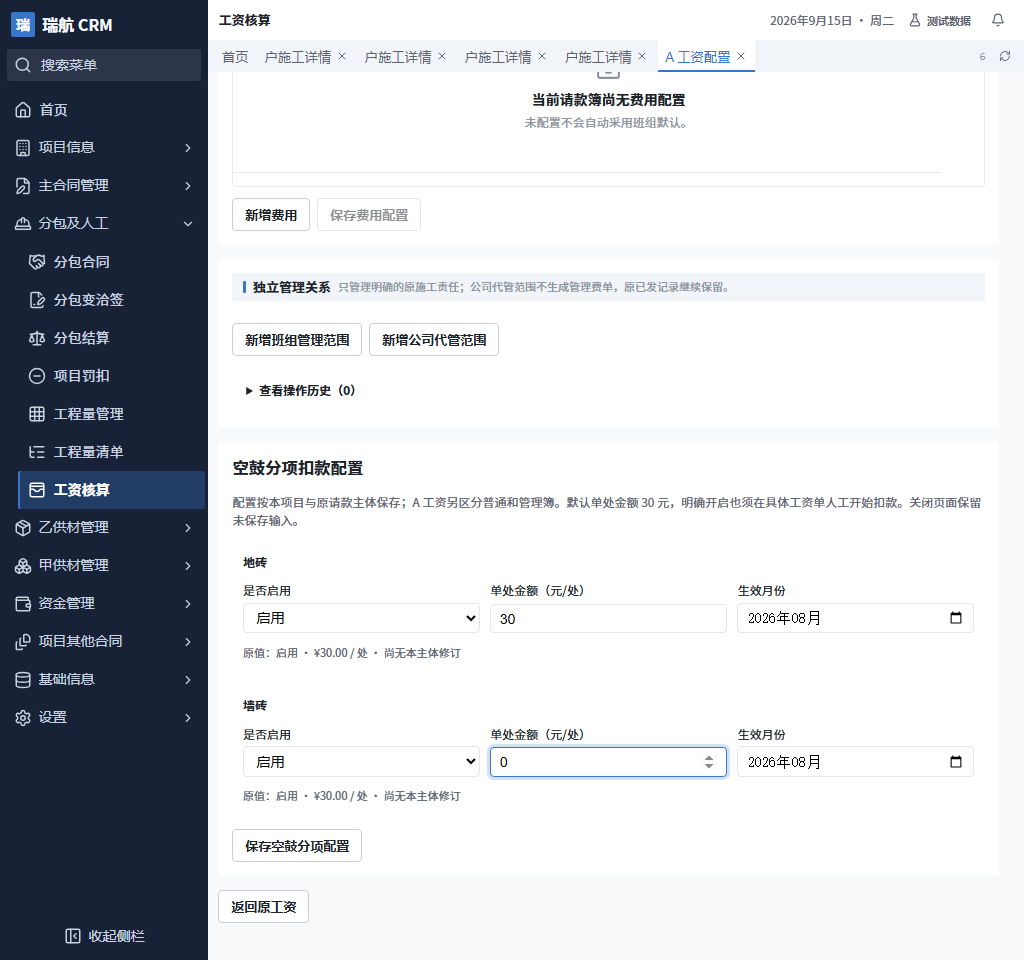 瑞 瑞航 CRM
搜索菜单
首页
项目信息
主合同管理
分包及人工
分包合同
分包变洽签
分包结算
项目罚扣
工程量管理
工程量清单
工资核算
乙供材管理
甲供材管理
资金管理
项目其他合同
基础信息
设置
收起侧栏
工资核算
2026年9月15日 · 周二 测试数据
首页 户施工详情 × 户施工详情 × 户施工详情 × 户施工详情 × A 工资配置 × 6
当前请款簿尚无费用配置
未配置不会自动采用班组默认。
新增费用 保存费用配置
独立管理关系 只管理明确的原施工责任；公司代管范围不生成管理费单，原已发记录继续保留。
新增班组管理范围 新增公司代管范围
▶ 查看操作历史（0）
空鼓分项扣款配置
配置按本项目与原请款主体保存；A 工资另区分普通和管理簿。默认单处金额 30 元，明确开启也须在具体工资单人工开始扣款。关闭页面保留
未保存输入。
地砖
是否启用 单处金额（元/处） 生效月份
启用 30 2026年08月
原值：启用 · ¥30.00 / 处 · 尚无本主体修订
墙砖
是否启用 单处金额（元/处） 生效月份
启用 0 2026年08月
原值：启用 · ¥30.00 / 处 · 尚无本主体修订
保存空鼓分项配置
返回原工资